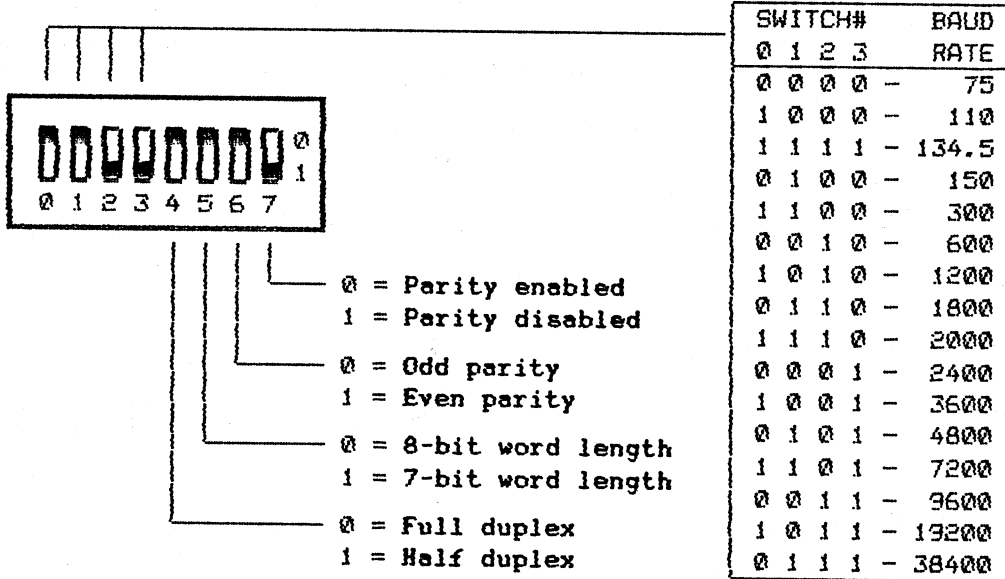 SWITCH# BAUD
0 1 2 3 RATE
0 0 0 0 - 75
1 0 0 0 - 110
1 1 1 1 - 134.5
0 1 0 0 - 150
1 1 0 0 - 300
0 0 1 0 - 600
1 0 1 0 - 1200
0 1 1 0 - 1800
1 1 1 0 - 2000
0 0 0 1 - 2400
1 0 0 1 - 3600
0 1 0 1 - 4800
1 1 0 1 - 7200
0 0 1 1 - 9600
1 0 1 1 - 19200
0 1 1 1 - 38400
0
1
0 1 2 3 4 5 6 7
0 = Parity enabled
1 = Parity disabled
0 = Odd parity
1 = Even parity
0 = 8-bit word length
1 = 7-bit word length
0 = Full duplex
1 = Half duplex